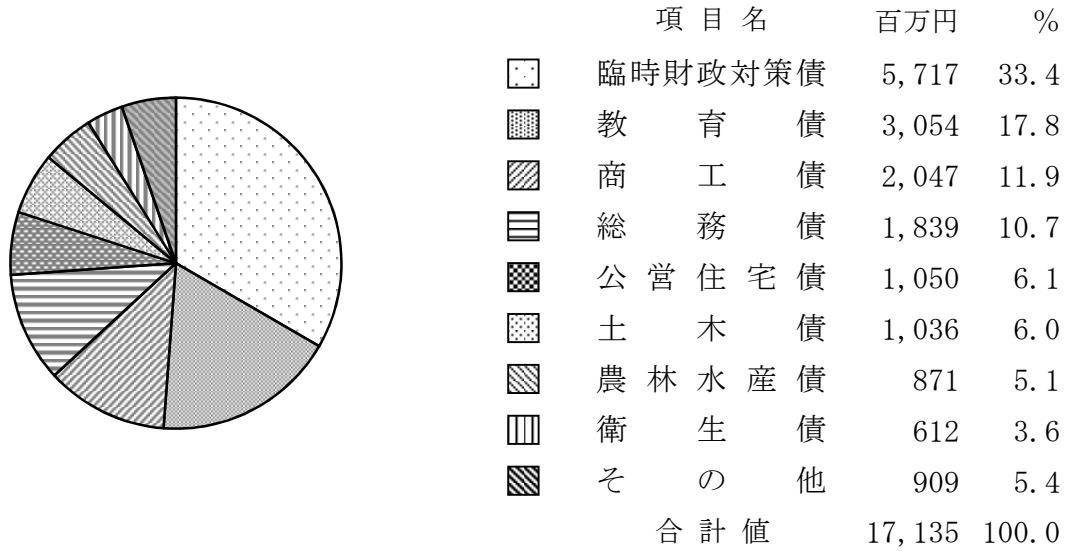 項目名 百万円 %
臨時財政対策債 5,717 33.4
教育債 3,054 17.8
商工債 2,047 11.9
総務債 1,839 10.7
公営住宅債 1,050 6.1
土木債 1,036 6.0
農林水産債 871 5.1
衛生債 612 3.6
その他 909 5.4
合計値 17,135 100.0